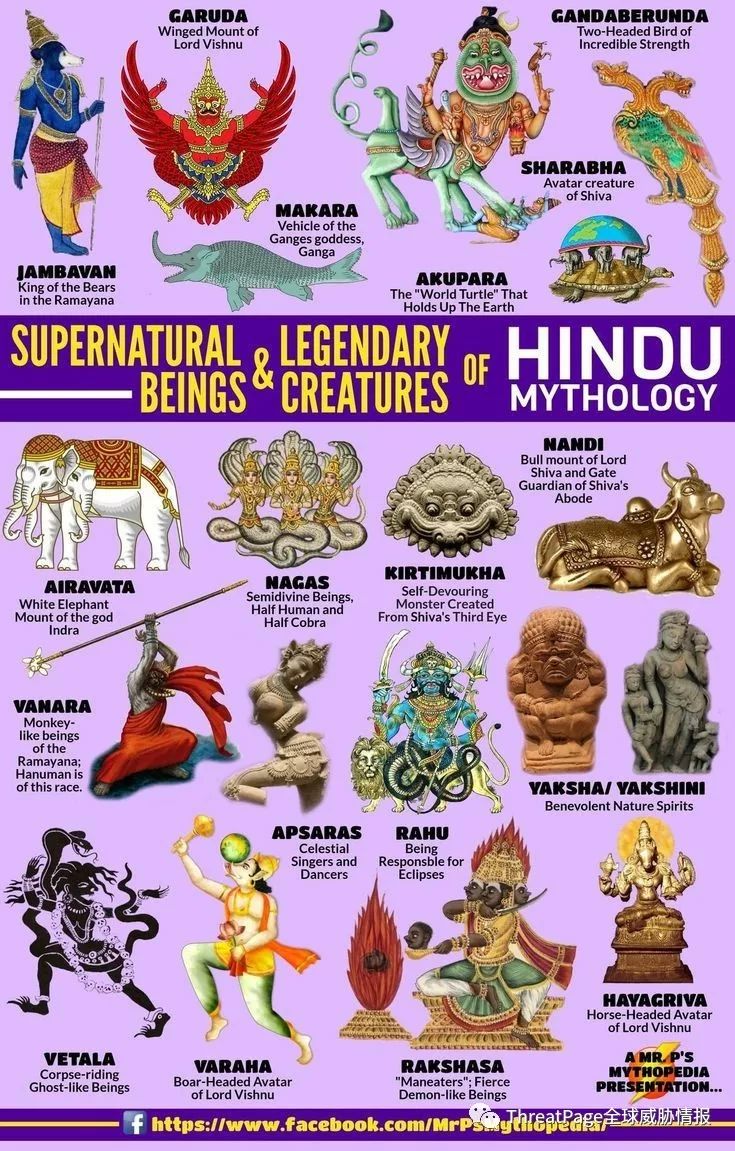 GARUDA
Winged Mount of
Lord Vishnu
GANDABERUNDA
Two-Headed Bird of
Incredible Strength
SHARABHA
Avatar creature
of Shiva
MAKARA
Vehicle of the
Ganges goddess,
Ganga
JAMBAVAN
King of the Bears
in the Ramayana
AKUPARA
The "World Turtle" That
Holds Up The Earth
SUPERNATURAL
BEINGS
&
LEGENDARY
CREATURES
OF
HINDU
MYTHOLOGY
NANDI
Bull mount of Lord
Shiva and Gate
Guardian of Shiva's
Abode
AIRAVATA
White Elephant
Mount of the god
Indra
NAGAS
Semidivine Beings,
Half Human and
Half Cobra
KIRTIMUKHA
Self-Devouring
Monster Created
From Shiva's Third Eye
VANARA
Monkey-
like beings
of the
Ramayana;
Hanuman is
of this race.
YAKSHA/ YAKSHINI
Benevolent Nature Spirits
APSARAS
Celestial
Singers and
Dancers
RAHU
Being
Responsble for
Eclipses
HAYAGRIVA
Horse-Headed Avatar
of Lord Vishnu
VETALA
Corpse-riding
Ghost-like Beings
VARAHA
Boar-Headed Avatar
of Lord Vishnu
RAKSHASA
"Maneaters"; Fierce
Demon-like Beings
A MR. P'S
MYTHOPEDIA
PRESENTATION...
f https://www.facebook.com/MrPsMythopedia/
ThreatPage全球威胁情报